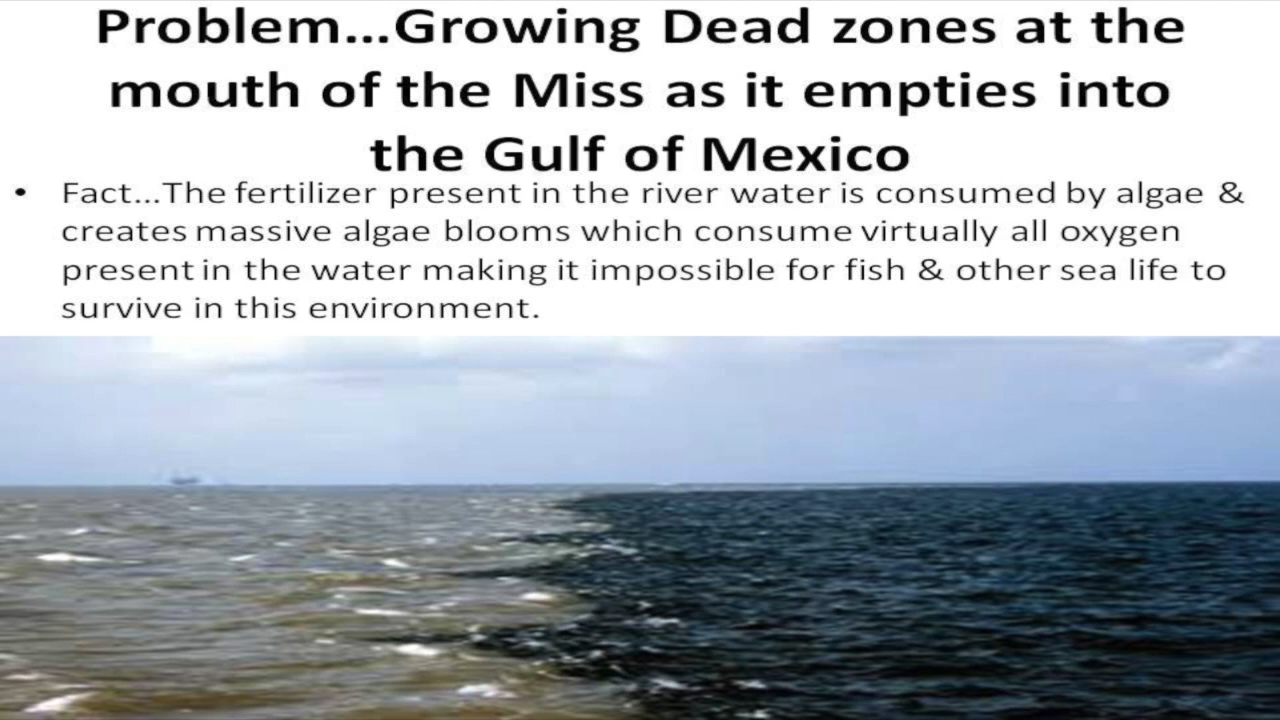 Problem...Growing Dead zones at the
mouth of the Miss as it empties into
the Gulf of Mexico
• Fact...The fertilizer present in the river water is consumed by algae &
creates massive algae blooms which consume virtually all oxygen
present in the water making it impossible for fish & other sea life to
survive in this environment.